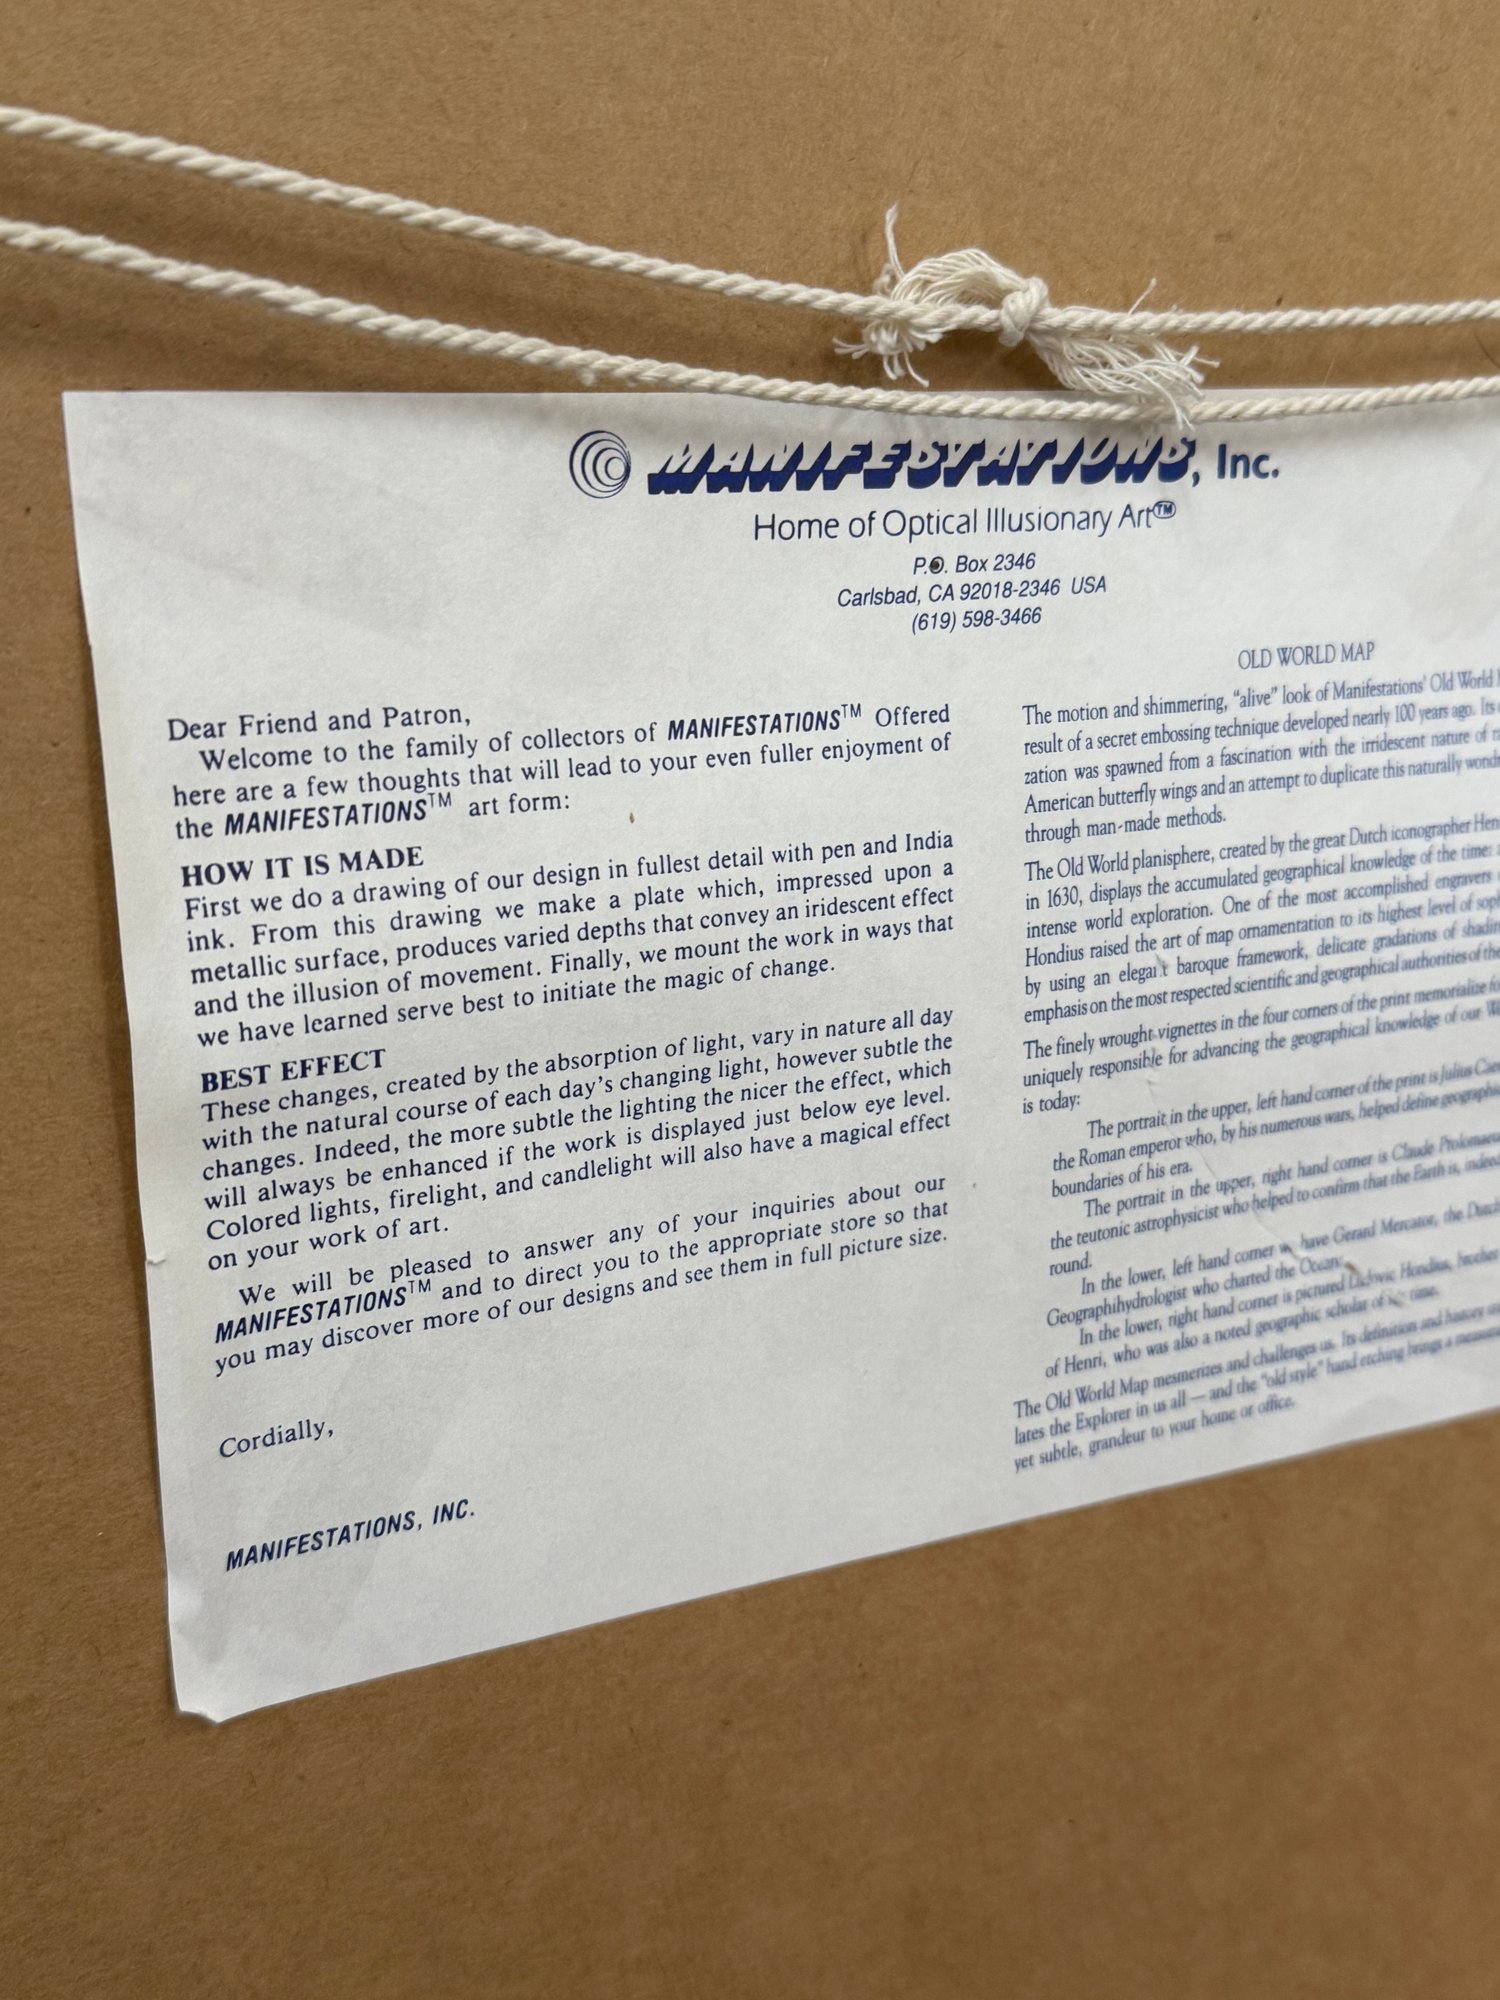 MANIFESTATIONS, Inc.
Home of Optical Illusionary Art™
P.O. Box 2346
Carlsbad, CA 92018-2346 USA
(619) 598-3466
Dear Friend and Patron,
Welcome to the family of collectors of MANIFESTATIONS™ Offered
here are a few thoughts that will lead to your even fuller enjoyment of
the MANIFESTATIONS™ art form:
HOW IT IS MADE
First we do a drawing of our design in fullest detail with pen and India
ink. From this drawing we make a plate which, impressed upon a
metallic surface, produces varied depths that convey an iridescent effect
and the illusion of movement. Finally, we mount the work in ways that
we have learned serve best to initiate the magic of change.
BEST EFFECT
These changes, created by the absorption of light, vary in nature all day
with the natural course of each day's changing light, however subtle the
changes. Indeed, the more subtle the lighting the nicer the effect, which
will always be enhanced if the work is displayed just below eye level.
Colored lights, firelight, and candlelight will also have a magical effect
on your work of art.
We will be pleased to answer any of your inquiries about our
MANIFESTATIONS™ and to direct you to the appropriate store so that
you may discover more of our designs and see them in full picture size.
Cordially,
MANIFESTATIONS, INC.
OLD WORLD MAP
The motion and shimmering, "alive" look of Manifestations' Old World
result of a secret embossing technique developed nearly 100 years ago. Its
zation was spawned from a fascination with the irridescent nature of
American butterfly wings and an attempt to duplicate this naturally
through man-made methods.
The Old World planisphere, created by the great Dutch iconographer
in 1630, displays the accumulated geographical knowledge of the time:
intense world exploration. One of the most accomplished engravers
Hondius raised the art of map ornamentation to its highest level of
by using an elegant baroque framework, delicate gradations of
emphasis on the most respected scientific and geographical authorities of the
The finely wrought vignettes in the four corners of the print memorialize
uniquely responsible for advancing the geographical knowledge of our
is today:
The portrait in the upper, left hand corner of the print is Julius
the Roman emperor who, by his numerous wars, helped define
boundaries of his era.
The portrait in the upper, right hand corner is Claude
the teutonic astrophysicist who helped to confirm that the Earth is, indeed
round.
In the lower, left hand corner we have Gerard Mercator, the Dutch
Geographihydrologist who charted the
In the lower, right hand corner is pictured Hondius, brother
of Henri, who was also a noted geographic scholar of time.
The Old World Map mesmerizes and challenges us. Its definition and history
lates the Explorer in us all — and the "old style" hand etching brings a
yet subtle, grandeur to your home or office.